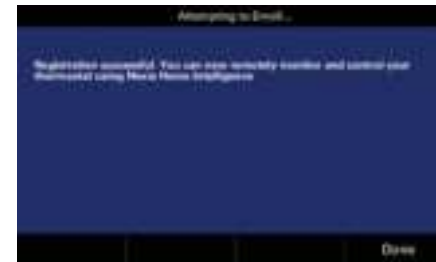 Attempting to Enroll...
Registration successful. You can now remotely monitor and control your
thermostat using Nexia Home Intelligence
Done